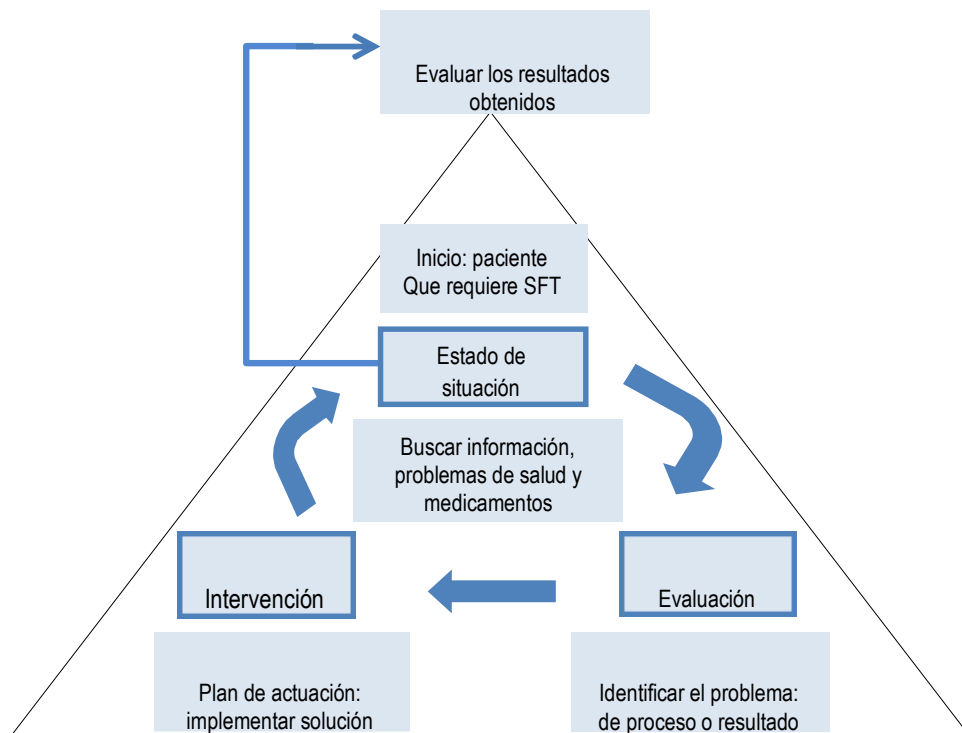 Evaluar los resultados
obtenidos
Inicio: paciente
Que requiere SFT
Estado de
situación
Buscar información,
problemas de salud y
medicamentos
Intervención
Evaluación
Plan de actuación:
implementar solución
Identificar el problema:
de proceso o resultado